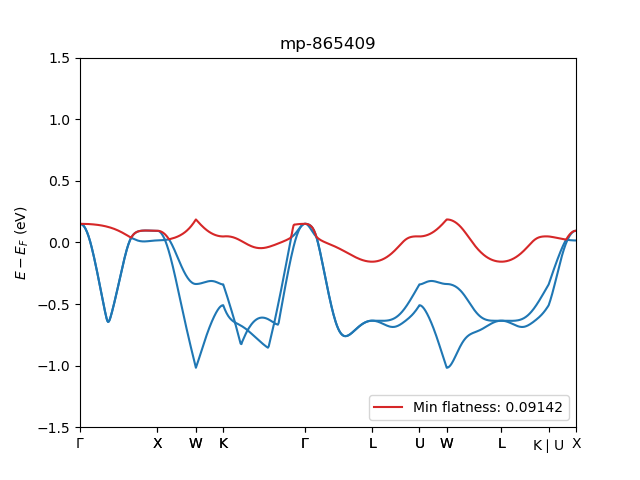 mp-865409
1.5
1.0
0.5
0.0
−0.5
−1.0
−1.5
E − E_F (eV)
Min flatness: 0.09142
Γ X W K Γ L U W L K | U X